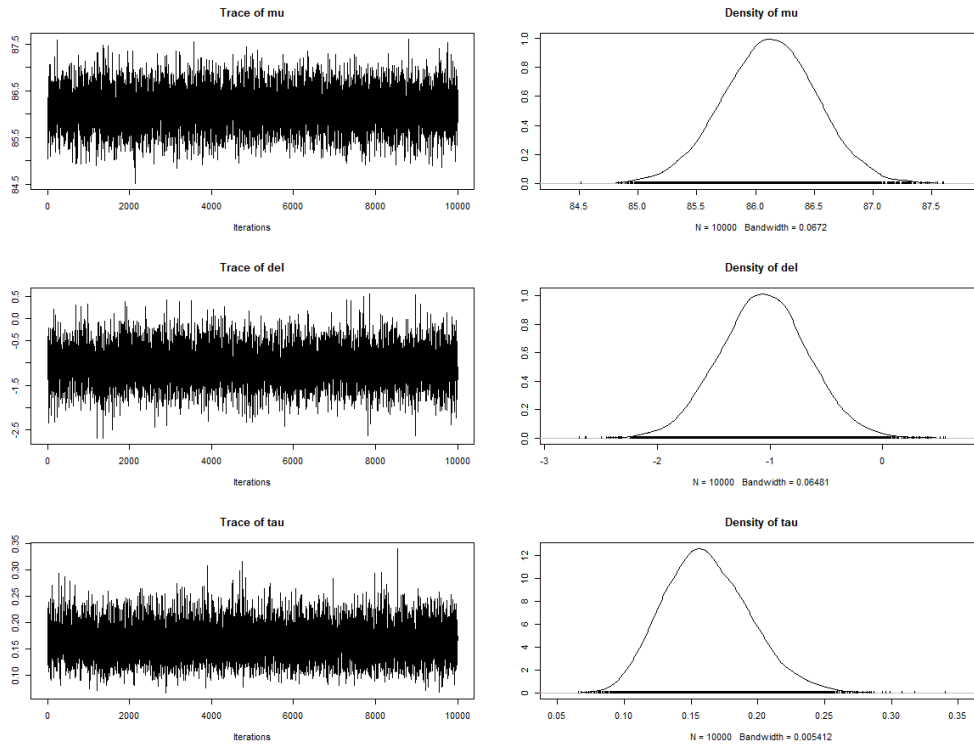 Trace of mu
87.5
86.5
85.5
84.5
0 2000 4000 6000 8000 10000
Iterations
Density of mu
1.0
0.8
0.6
0.4
0.2
0.0
84.5 85.0 85.5 86.0 86.5 87.0 87.5
N = 10000 Bandwidth = 0.0672
Trace of del
0.5
0.0
-0.5
-1.5
-2.5
0 2000 4000 6000 8000 10000
Iterations
Density of del
1.0
0.8
0.6
0.4
0.2
0.0
-3 -2 -1 0
N = 10000 Bandwidth = 0.06481
Trace of tau
0.35
0.30
0.25
0.20
0.15
0.10
0 2000 4000 6000 8000 10000
Iterations
Density of tau
12
10
8
6
4
2
0
0.05 0.10 0.15 0.20 0.25 0.30 0.35
N = 10000 Bandwidth = 0.005412